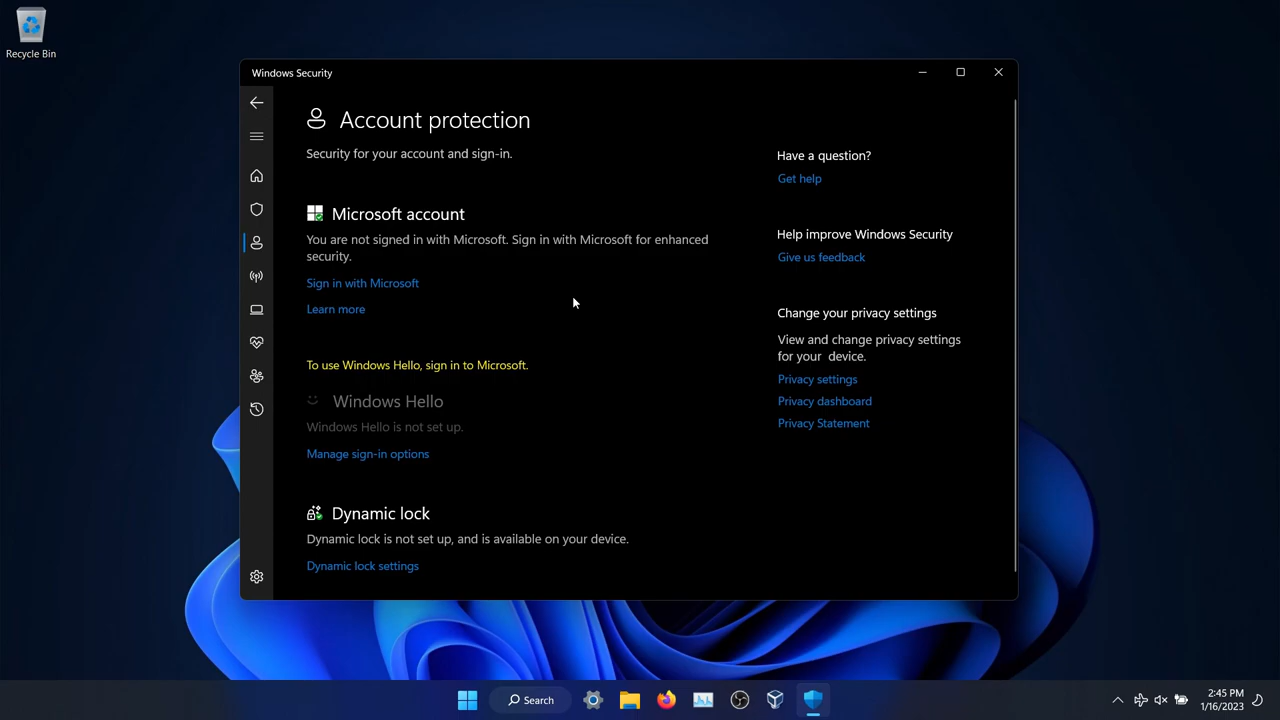 Recycle Bin
Windows Security
Account protection
Security for your account and sign-in.
Microsoft account
You are not signed in with Microsoft. Sign in with Microsoft for enhanced
security.
Sign in with Microsoft
Learn more
To use Windows Hello, sign in to Microsoft.
Windows Hello
Windows Hello is not set up.
Manage sign-in options
Dynamic lock
Dynamic lock is not set up, and is available on your device.
Dynamic lock settings
Have a question?
Get help
Help improve Windows Security
Give us feedback
Change your privacy settings
View and change privacy settings
for your  device.
Privacy settings
Privacy dashboard
Privacy Statement
Search
2:45 PM
1/16/2023